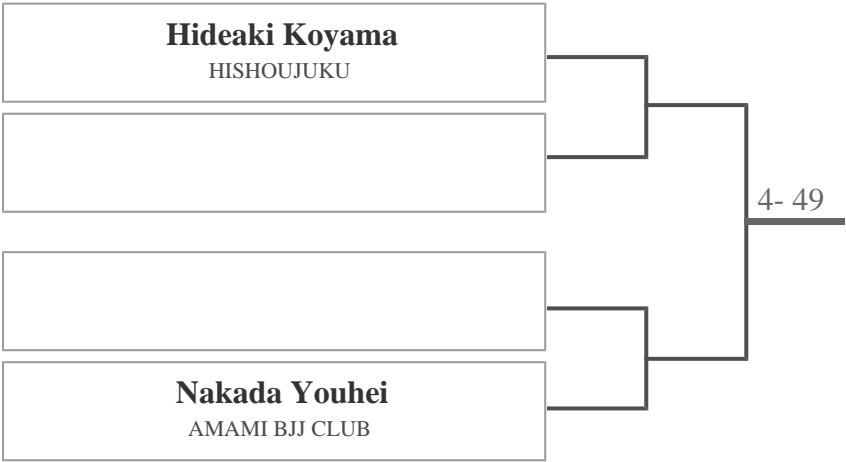 Hideaki Koyama
HISHOUJUKU
4- 49
Nakada Youhei
AMAMI BJJ CLUB